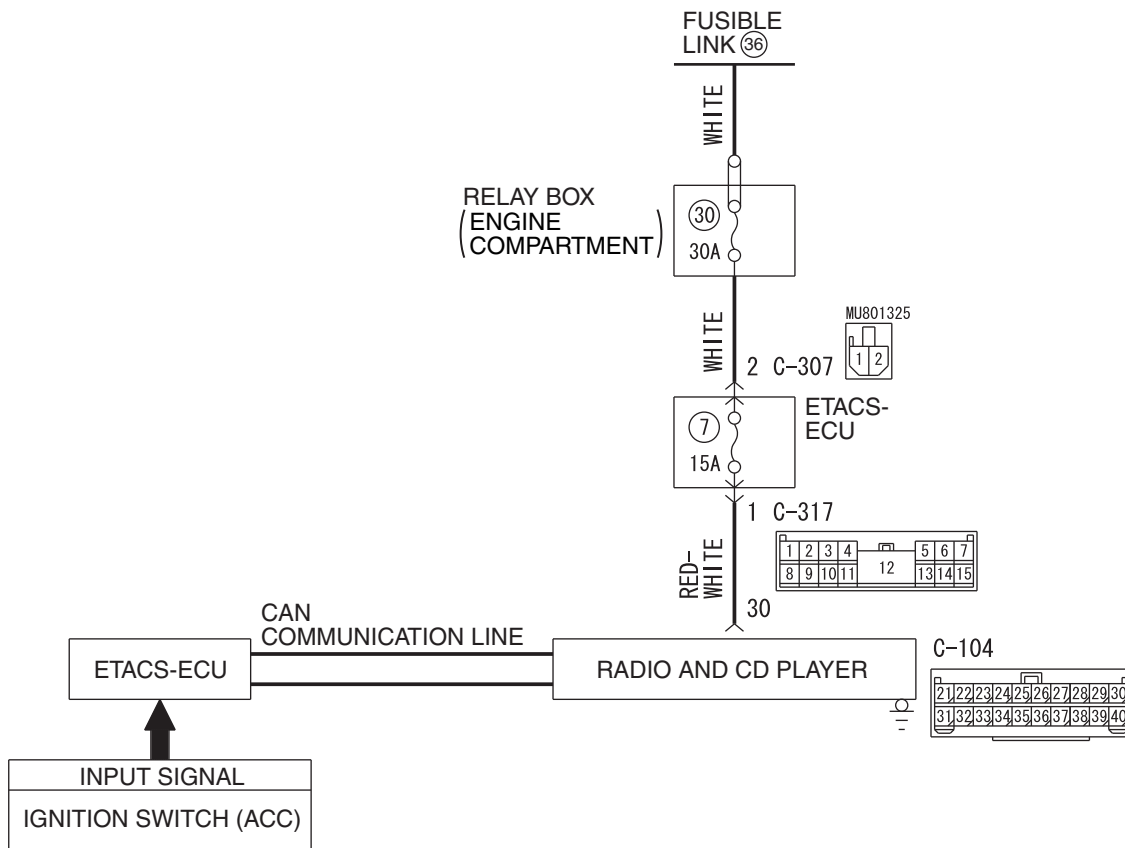 FUSIBLE
LINK 36
WHITE
RELAY BOX
(ENGINE
COMPARTMENT)
30
30A
WHITE
MU801325
1 2
2 C-307
ETACS-
ECU
7
15A
1 C-317
1 2 3 4 5 6 7
8 9 10 11 12 13 14 15
RED-
WHITE
30
CAN
COMMUNICATION LINE
ETACS-ECU
RADIO AND CD PLAYER
C-104
21 22 23 24 25 26 27 28 29 30
31 32 33 34 35 36 37 38 39 40
INPUT SIGNAL
IGNITION SWITCH (ACC)